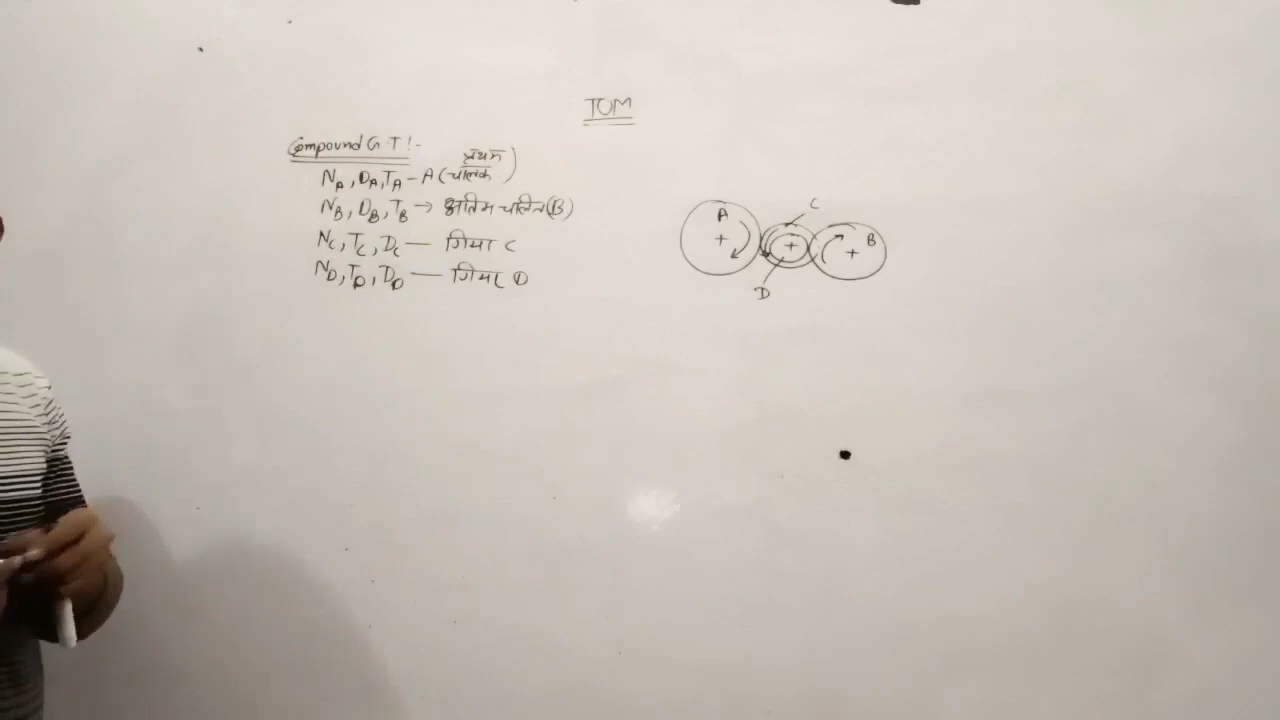 TOM
Compound G.T!-
प्रथम
NA, DA, TA - A (चालक)
NB, DB, TB → अंतिम चालित (B)
NC, TC, DC — गियर C
ND, TD, DD — गियर D
A
C
B
D